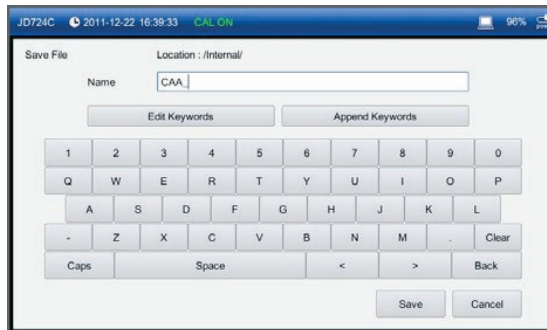 JD724C 2011-12-22 16:39:33 CAL ON 96%
Save File Location : /Internal/
Name CAA_
Edit Keywords Append Keywords
1 2 3 4 5 6 7 8 9 0
Q W E R T Y U I O P
A S D F G H J K L
- Z X C V B N M . Clear
Caps Space < > Back
Save Cancel